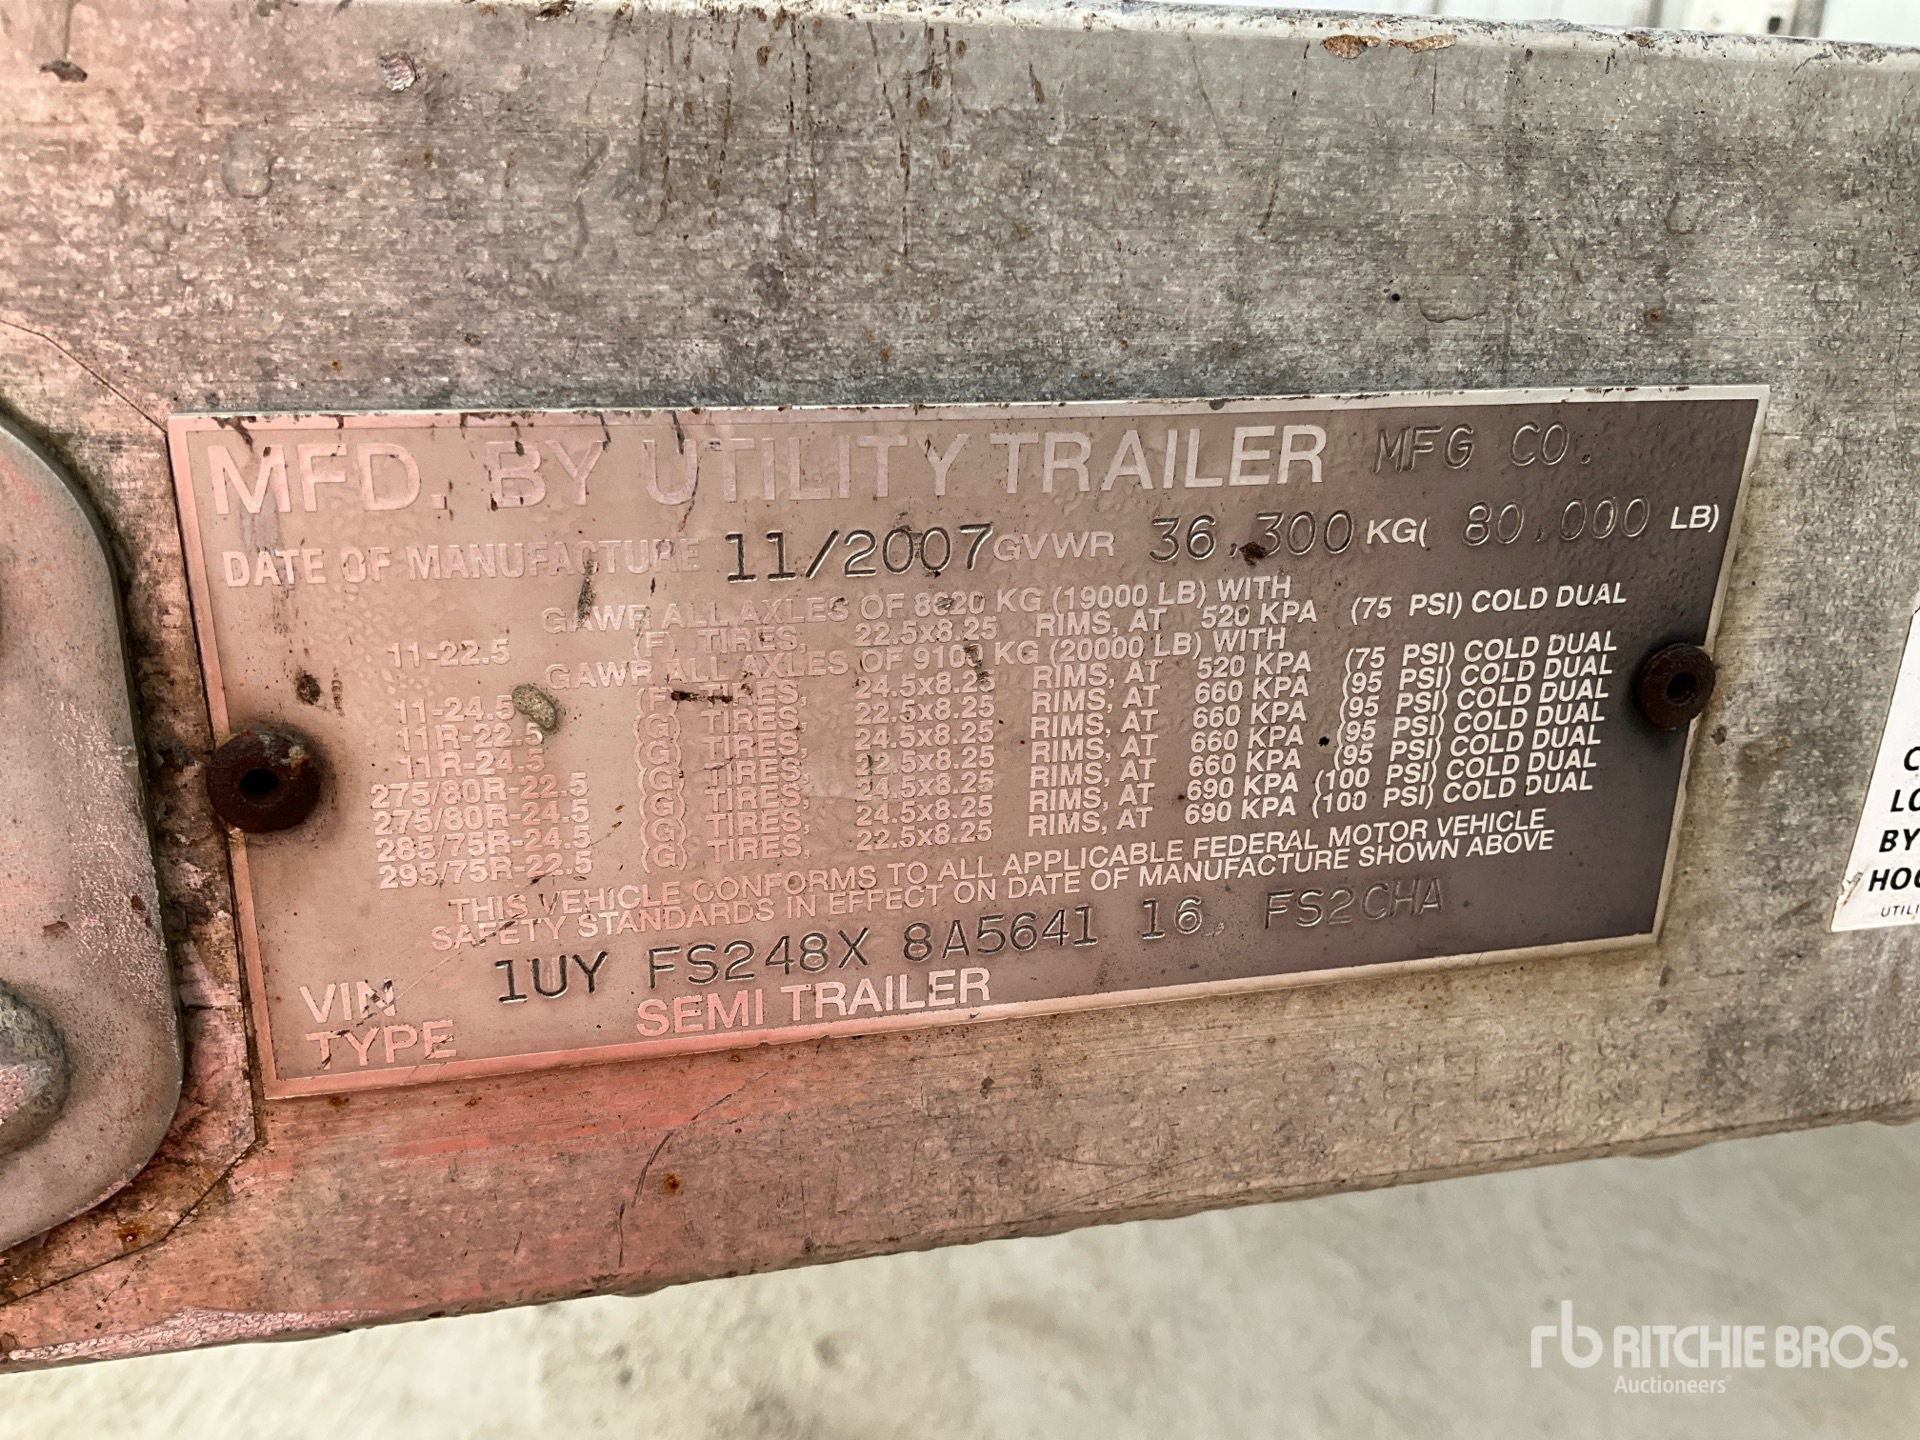 MFD. BY UTILITY TRAILER MFG CO.
DATE OF MANUFACTURE 11/2007 GVWR 36,300 KG( 80,000 LB)
GAWR ALL AXLES OF 8620 KG (19000 LB) WITH
11-22.5 (F) TIRES, 22.5x8.25 RIMS, AT 520 KPA (75 PSI) COLD DUAL
GAWR ALL AXLES OF 9100 KG (20000 LB) WITH
11-24.5 (F) TIRES, 24.5x8.25 RIMS, AT 520 KPA (75 PSI) COLD DUAL
11R-22.5 (G) TIRES, 22.5x8.25 RIMS, AT 660 KPA (95 PSI) COLD DUAL
11R-24.5 (G) TIRES, 24.5x8.25 RIMS, AT 660 KPA (95 PSI) COLD DUAL
275/80R-22.5 (G) TIRES, 22.5x8.25 RIMS, AT 660 KPA (95 PSI) COLD DUAL
275/80R-24.5 (G) TIRES, 24.5x8.25 RIMS, AT 660 KPA (95 PSI) COLD DUAL
285/75R-24.5 (G) TIRES, 24.5x8.25 RIMS, AT 690 KPA (100 PSI) COLD DUAL
295/75R-22.5 (G) TIRES, 22.5x8.25 RIMS, AT 690 KPA (100 PSI) COLD DUAL
THIS VEHICLE CONFORMS TO ALL APPLICABLE FEDERAL MOTOR VEHICLE
SAFETY STANDARDS IN EFFECT ON DATE OF MANUFACTURE SHOWN ABOVE
VIN 1UY FS248X 8A5641 16, FS2CHA
TYPE SEMI TRAILER
BY
rb RITCHIE BROS.
Auctioneers